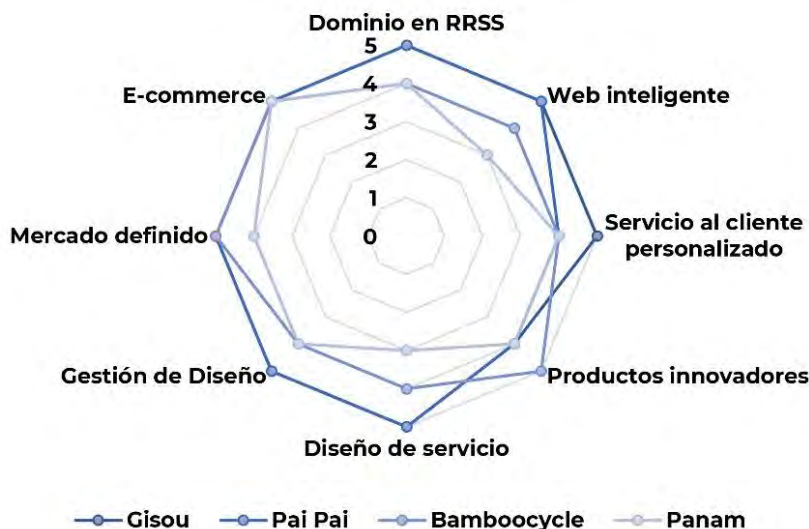 Dominio en RRSS
5
4
3
2
1
0
E-commerce
Web inteligente
Mercado definido
Servicio al cliente
personalizado
Gestión de Diseño
Productos innovadores
Diseño de servicio
Gisou
Pai Pai
Bamboocycle
Panam